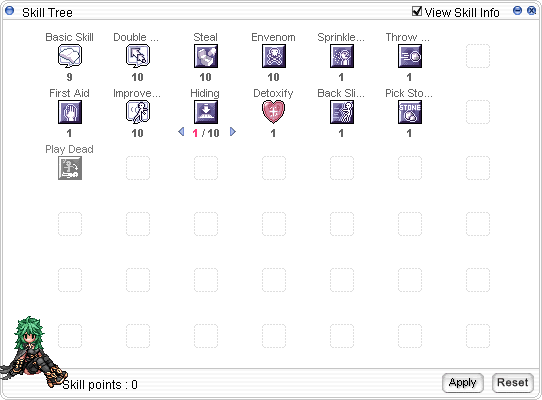 Skill Tree
View Skill Info
Basic Skill Double ... Steal Envenom Sprinkle... Throw ...
9 10 10 10 1 1
First Aid Improve... Hiding Detoxify Back Sli... Pick Sto...
STONE
1 10 1 / 10 1 1 1
Play Dead
Skill points : 0
Apply Reset